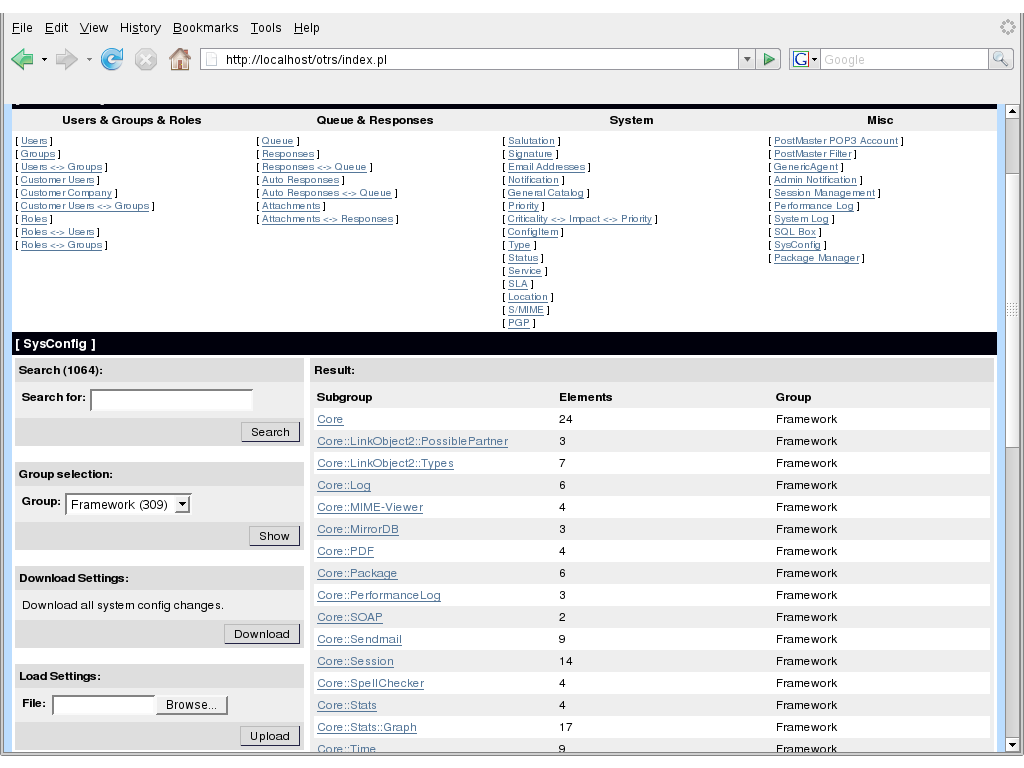 File Edit View History Bookmarks Tools Help
http://localhost/otrs/index.pl
G Google
Users & Groups & Roles Queue & Responses System Misc
[ Users ] [ Queue ] [ Salutation ] [ PostMaster POP3 Account ]
[ Groups ] [ Responses ] [ Signature ] [ PostMaster Filter ]
[ Users <-> Groups ] [ Responses <-> Queue ] [ Email Addresses ] [ GenericAgent ]
[ Customer Users ] [ Auto Responses ] [ Notification ] [ Admin Notification ]
[ Customer Company ] [ Auto Responses <-> Queue ] [ General Catalog ] [ Session Management ]
[ Customer Users <-> Groups ] [ Attachments ] [ Priority ] [ Performance Log ]
[ Roles ] [ Attachments <-> Responses ] [ Criticality <-> Impact <-> Priority ] [ System Log ]
[ Roles <-> Users ] [ ConfigItem ] [ SQL Box ]
[ Roles <-> Groups ] [ Type ] [ SysConfig ]
[ Status ] [ Package Manager ]
[ Service ]
[ SLA ]
[ Location ]
[ S/MIME ]
[ PGP ]
[ SysConfig ]
Search (1064):
Search for:
Search
Group selection:
Group: Framework (309)
Show
Download Settings:
Download all system config changes.
Download
Load Settings:
File: Browse...
Upload
Result:
Subgroup Elements Group
Core 24 Framework
Core::LinkObject2::PossiblePartner 3 Framework
Core::LinkObject2::Types 7 Framework
Core::Log 6 Framework
Core::MIME-Viewer 4 Framework
Core::MirrorDB 3 Framework
Core::PDF 4 Framework
Core::Package 6 Framework
Core::PerformanceLog 3 Framework
Core::SOAP 2 Framework
Core::Sendmail 9 Framework
Core::Session 14 Framework
Core::SpellChecker 4 Framework
Core::Stats 4 Framework
Core::Stats::Graph 17 Framework
Core::Time 9 Framework